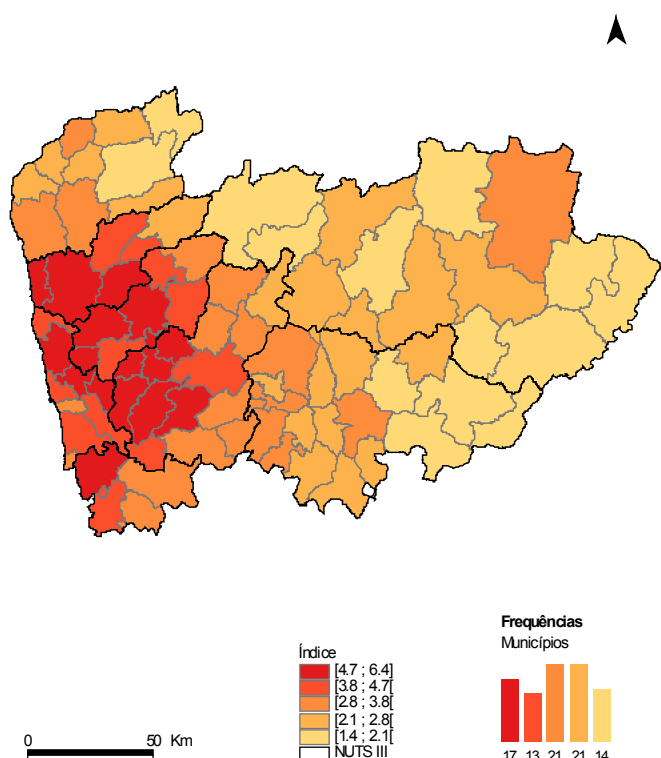 Frequências
Municípios
Índice
[4.7 ; 6.4]
[3.8 ; 4.7[
[2.8 ; 3.8[
[2.1 ; 2.8[
[1.4 ; 2.1[
NUTS III
0 50 Km
17 13 21 21 14